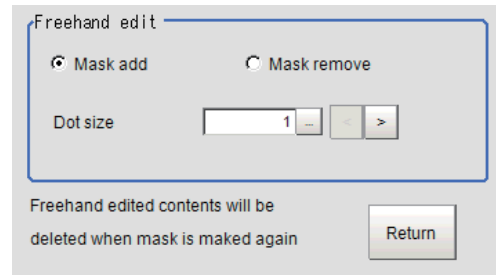 Freehand edit
Mask add Mask remove
Dot size 1 ... < >
Freehand edited contents will be
deleted when mask is maked again
Return